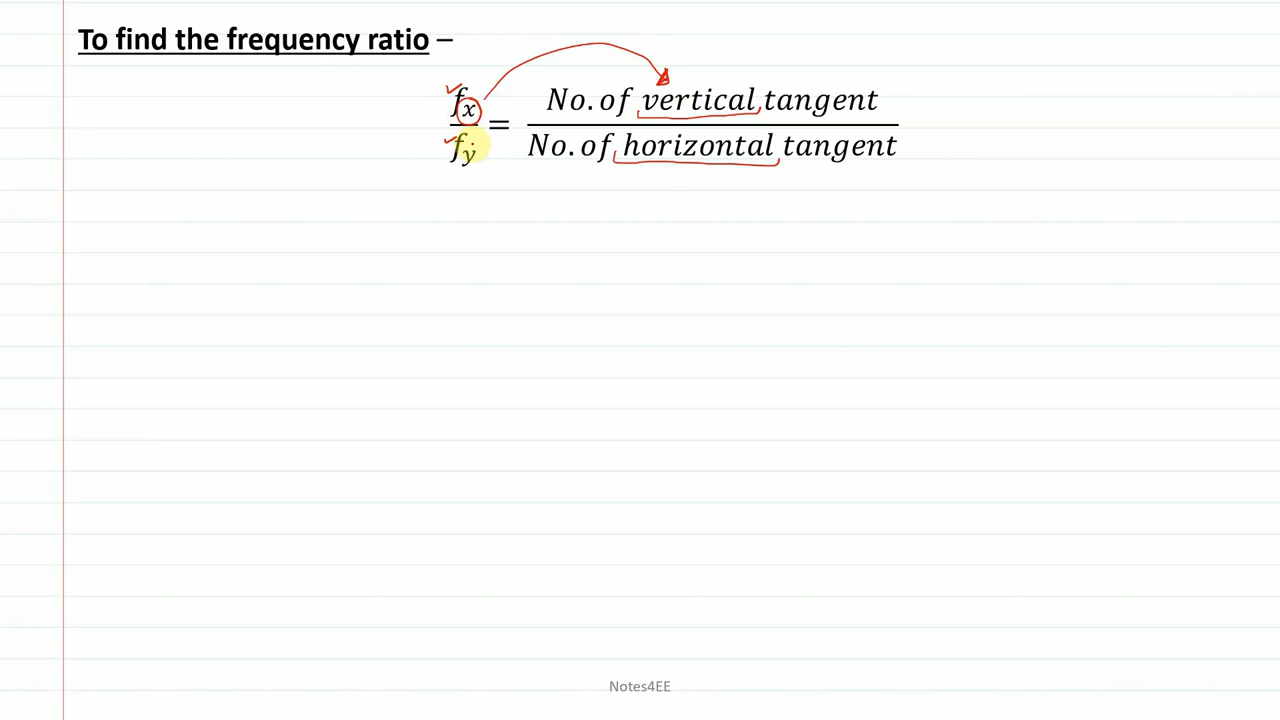 To find the frequency ratio –
fx / fy = No. of vertical tangent / No. of horizontal tangent
Notes4EE